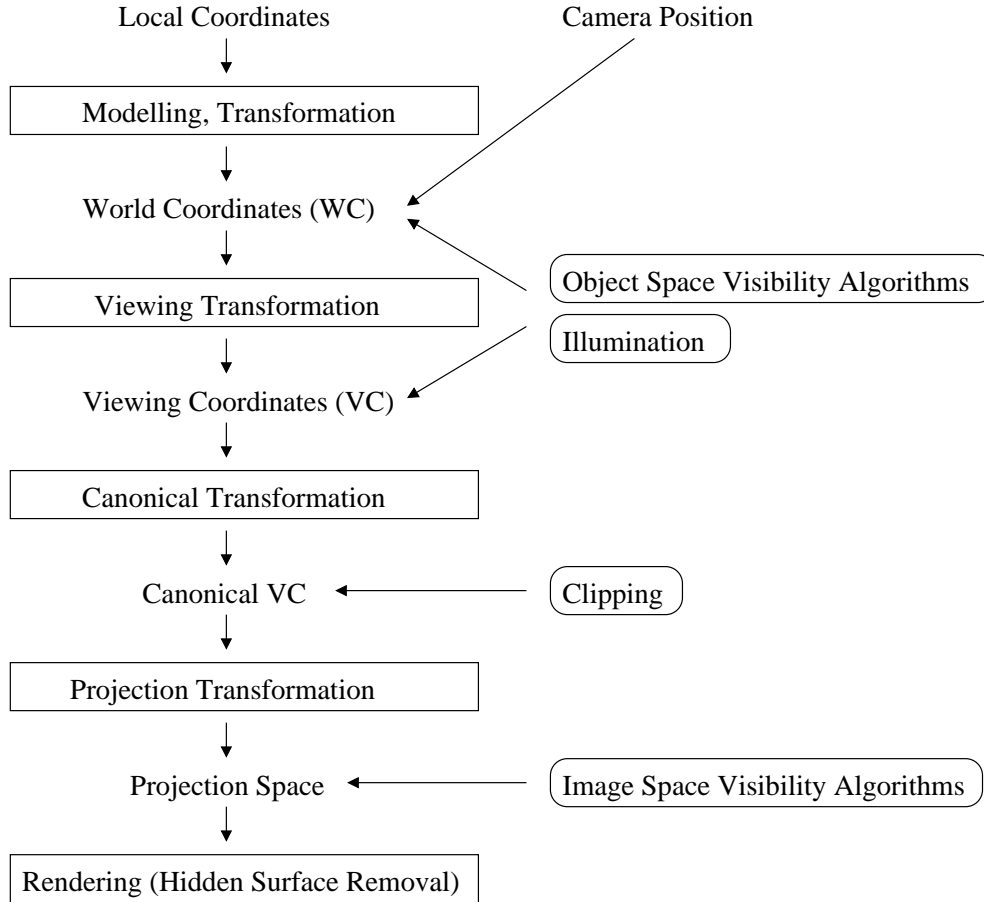 Local Coordinates
Camera Position
Modelling, Transformation
World Coordinates (WC)
Object Space Visibility Algorithms
Viewing Transformation
Illumination
Viewing Coordinates (VC)
Canonical Transformation
Canonical VC
Clipping
Projection Transformation
Projection Space
Image Space Visibility Algorithms
Rendering (Hidden Surface Removal)